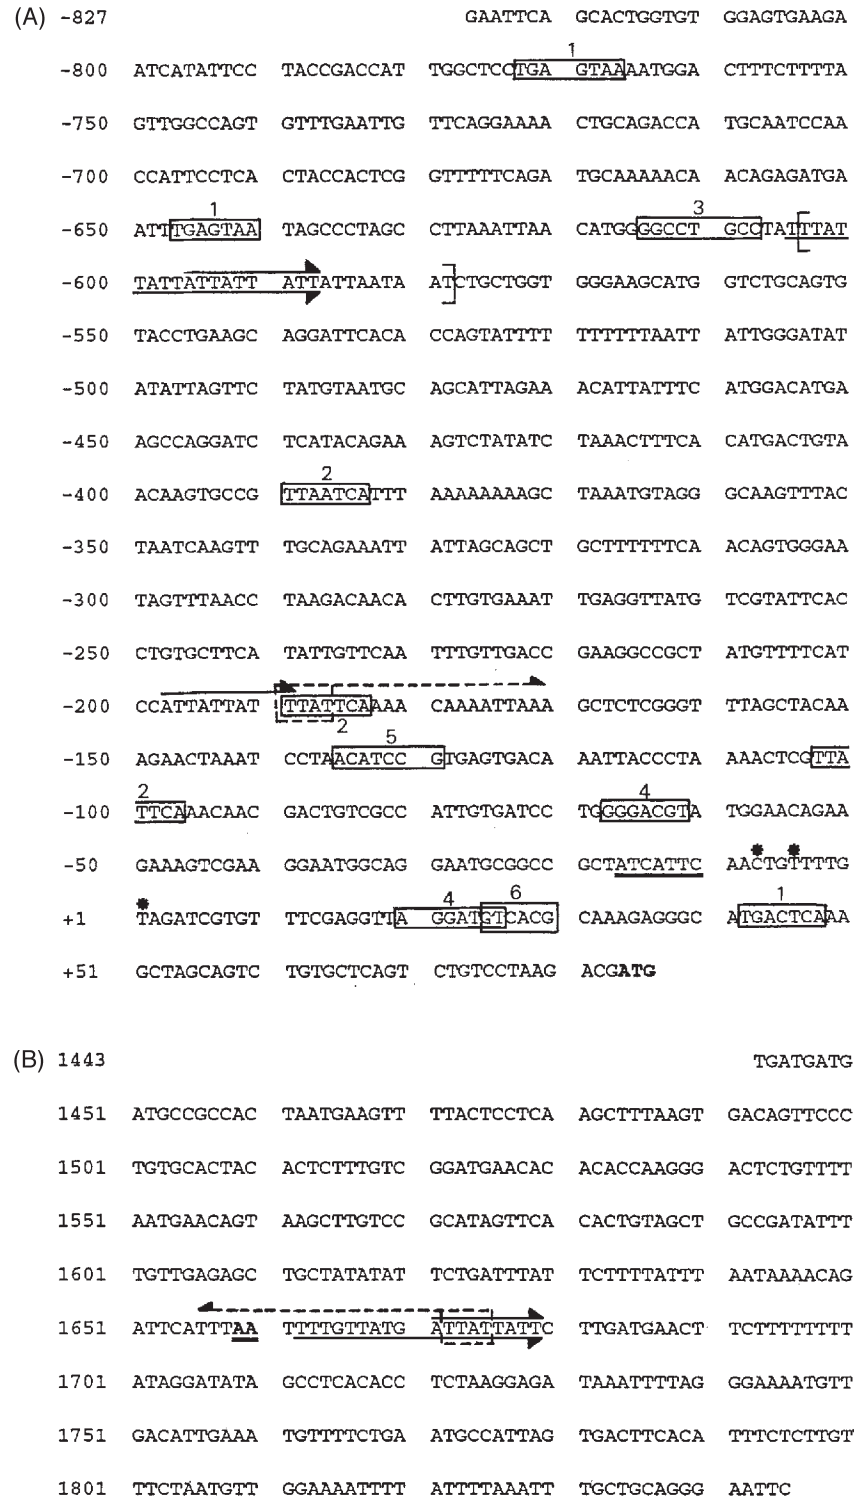 (A) -827 GAATTCA GCACTGGTGT GGAGTGAAGA
1
-800 ATCATATTCC TACCGACCAT TGGCTCCTGA GTAAAATGGA CTTTCTTTTA
-750 GTTGGCCAGT GTTTGAATTG TTCAGGAAAA CTGCAGACCA TGCAATCCAA
-700 CCATTCCTCA CTACCACTCG GTTTTTCAGA TGCAAAAACA ACAGAGATGA
1 3
-650 ATTTGAGTAA TAGCCCTAGC CTTAAATTAA CATGGGGCCT GCCTATTTAT
-600 TATTATTATT ATTATTAATA ATCTGCTGGT GGGAAGCATG GTCTGCAGTG
-550 TACCTGAAGC AGGATTCACA CCAGTATTTT TTTTTTAATT ATTGGGATAT
-500 ATATTAGTTC TATGTAATGC AGCATTAGAA ACATTATTTC ATGGACATGA
-450 AGCCAGGATC TCATACAGAA AGTCTATATC TAAACTTTCA CATGACTGTA
2
-400 ACAAGTGCCG TTAATCATTT AAAAAAAAGC TAAATGTAGG GCAAGTTTAC
-350 TAATCAAGTT TGCAGAAATT ATTAGCAGCT GCTTTTTTCA ACAGTGGGAA
-300 TAGTTTAACC TAAGACAACA CTTGTGAAAT TGAGGTTATG TCGTATTCAC
-250 CTGTGCTTCA TATTGTTCAA TTTGTTGACC GAAGGCCGCT ATGTTTTCAT
-200 CCATTATTAT TTATTCAAAA CAAAATTAAA GCTCTCGGGT TTAGCTACAA
2 5
-150 AGAACTAAAT CCTAACATCC GTGAGTGACA AATTACCCTA AAACTCGTTA
2 4
-100 TTCAAACAAC GACTGTCGCC ATTGTGATCC TGGGGACGTA TGGAACAGAA
-50 GAAAGTCGAA GGAATGGCAG GAATGCGGCC GCTATCATTC AACTGTTTTG
4 6 1
+1 TAGATCGTGT TTCGAGGTTA GGATGTCACG CAAAGAGGGC ATGACTCAAA
+51 GCTAGCAGTC TGTGCTCAGT CTGTCCTAAG ACGATG
(B) 1443 TGATGATG
1451 ATGCCGCCAC TAATGAAGTT TTACTCCTCA AGCTTTAAGT GACAGTTCCC
1501 TGTGCACTAC ACTCTTTGTC GGATGAACAC ACACCAAGGG ACTCTGTTTT
1551 AATGAACAGT AAGCTTGTCC GCATAGTTCA CACTGTAGCT GCCGATATTT
1601 TGTTGAGAGC TGCTATATAT TCTGATTTAT TCTTTTATTT AATAAAACAG
1651 ATTCATTTAA TTTTGTTATG ATTATTATTC TTGATGAACT TCTTTTTTTT
1701 ATAGGATATA GCCTCACACC TCTAAGGAGA TAAATTTTAG GGAAAATGTT
1751 GACATTGAAA TGTTTTCTGA ATGCCATTAG TGACTTCACA TTTCTCTTGT
1801 TTCTAATGTT GGAAAATTTT ATTTTAAATT TGCTGCAGGG AATTC